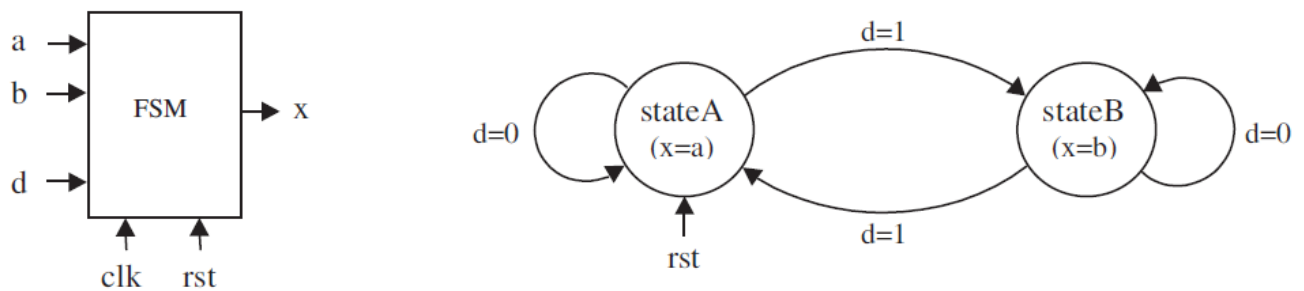 a
b
d
FSM
x
clk
rst
d=1
d=0
stateA
(x=a)
stateB
(x=b)
d=0
d=1
rst